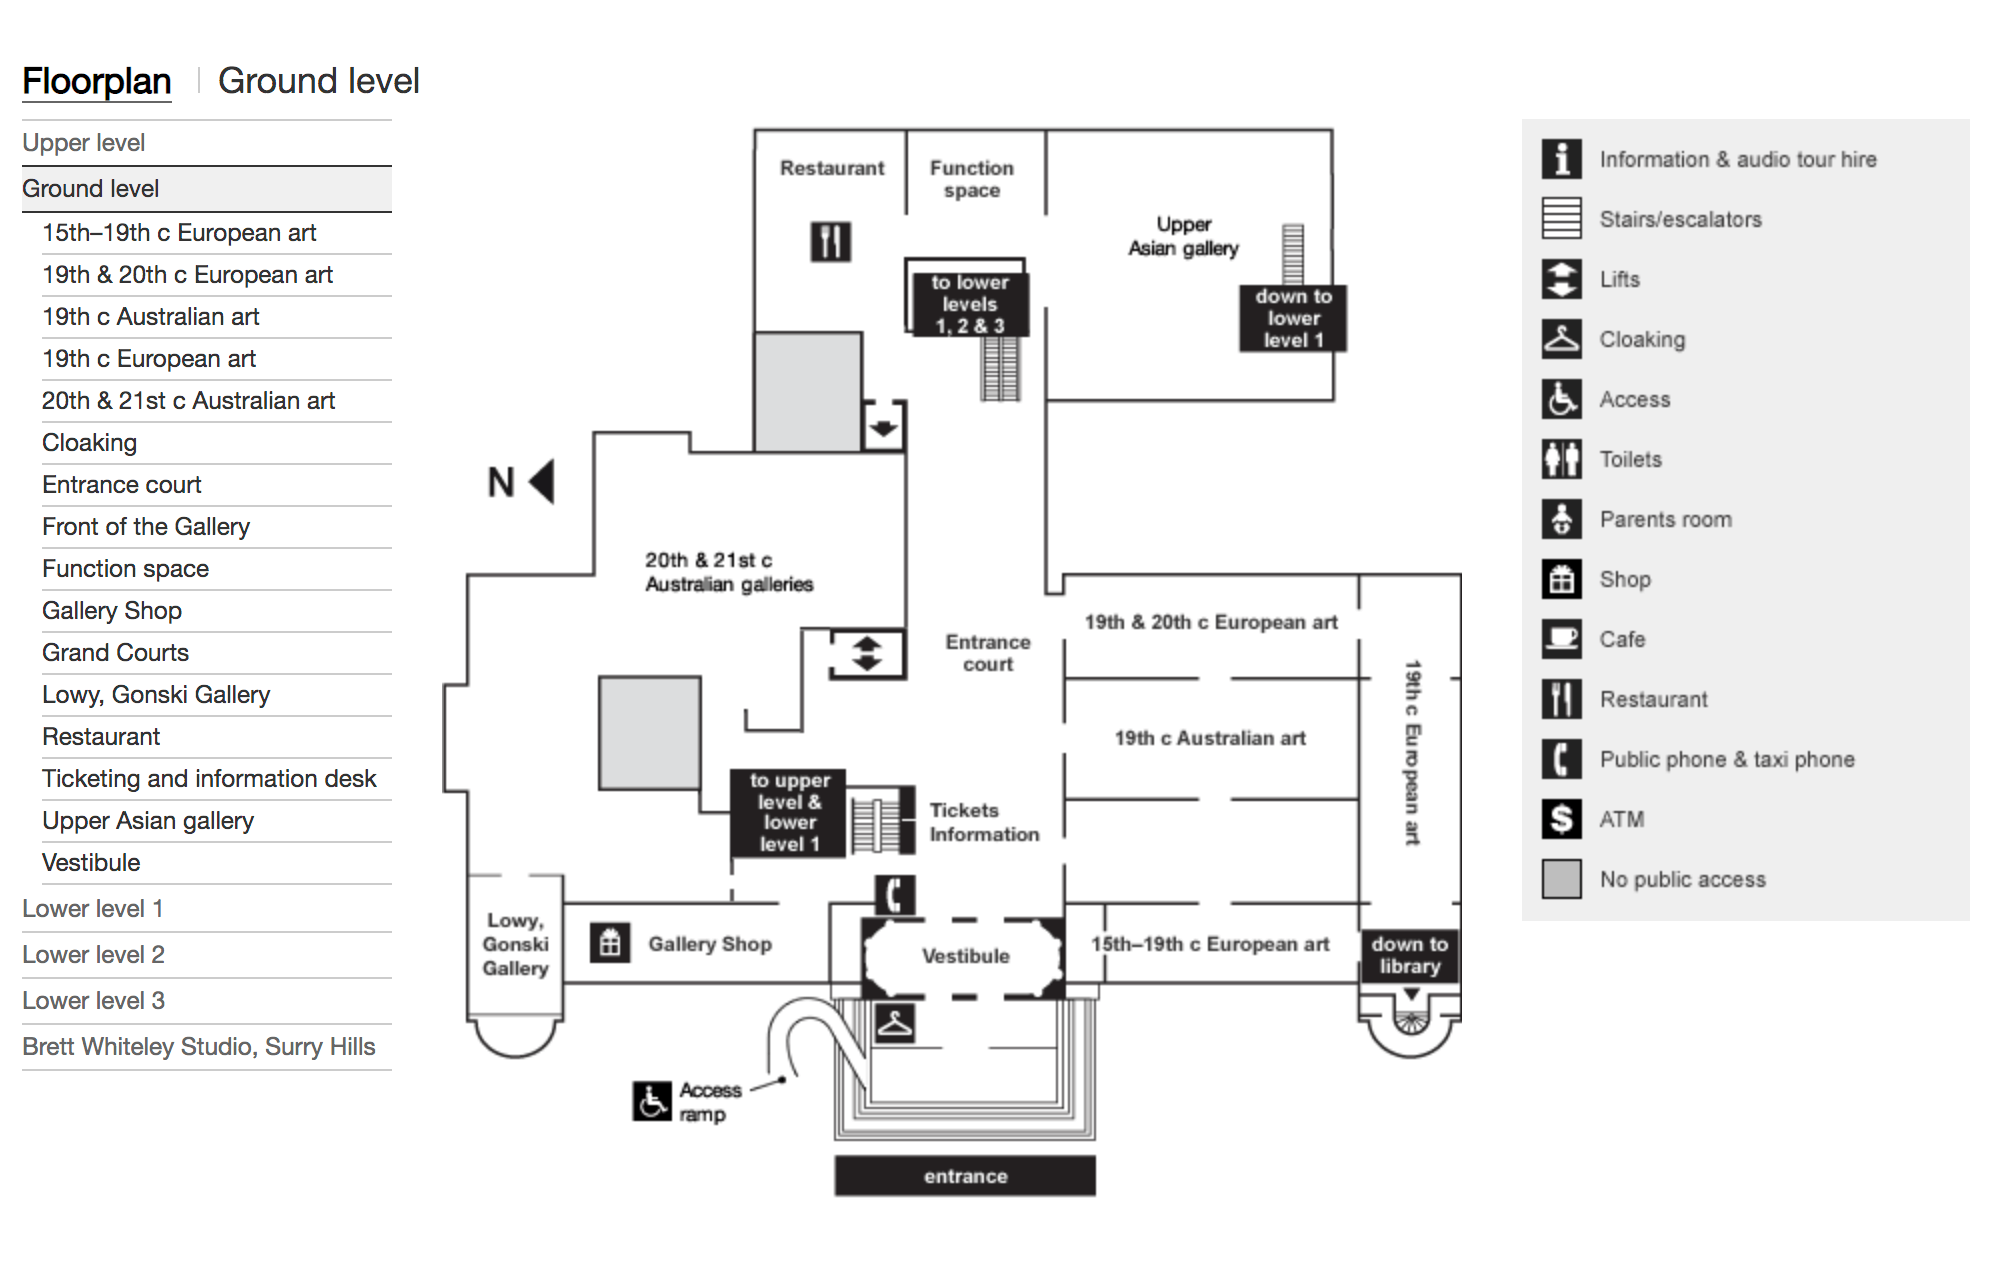 Floorplan
Ground level
Upper level
Ground level
15th–19th c European art
19th & 20th c European art
19th c Australian art
19th c European art
20th & 21st c Australian art
Cloaking
Entrance court
Front of the Gallery
Function space
Gallery Shop
Grand Courts
Lowy, Gonski Gallery
Restaurant
Ticketing and information desk
Upper Asian gallery
Vestibule
Lower level 1
Lower level 2
Lower level 3
Brett Whiteley Studio, Surry Hills
Restaurant
Function
space
Upper
Asian gallery
to lower
levels
1, 2 & 3
down to
lower
level 1
N
20th & 21st c
Australian galleries
Entrance
court
19th & 20th c European art
19th c Australian art
19th c European art
to upper
level &
lower
level 1
Tickets
Information
Lowy,
Gonski
Gallery
Gallery Shop
Vestibule
15th–19th c European art
down to
library
Access
ramp
entrance
Information & audio tour hire
Stairs/escalators
Lifts
Cloaking
Access
Toilets
Parents room
Shop
Cafe
Restaurant
Public phone & taxi phone
$ ATM
No public access